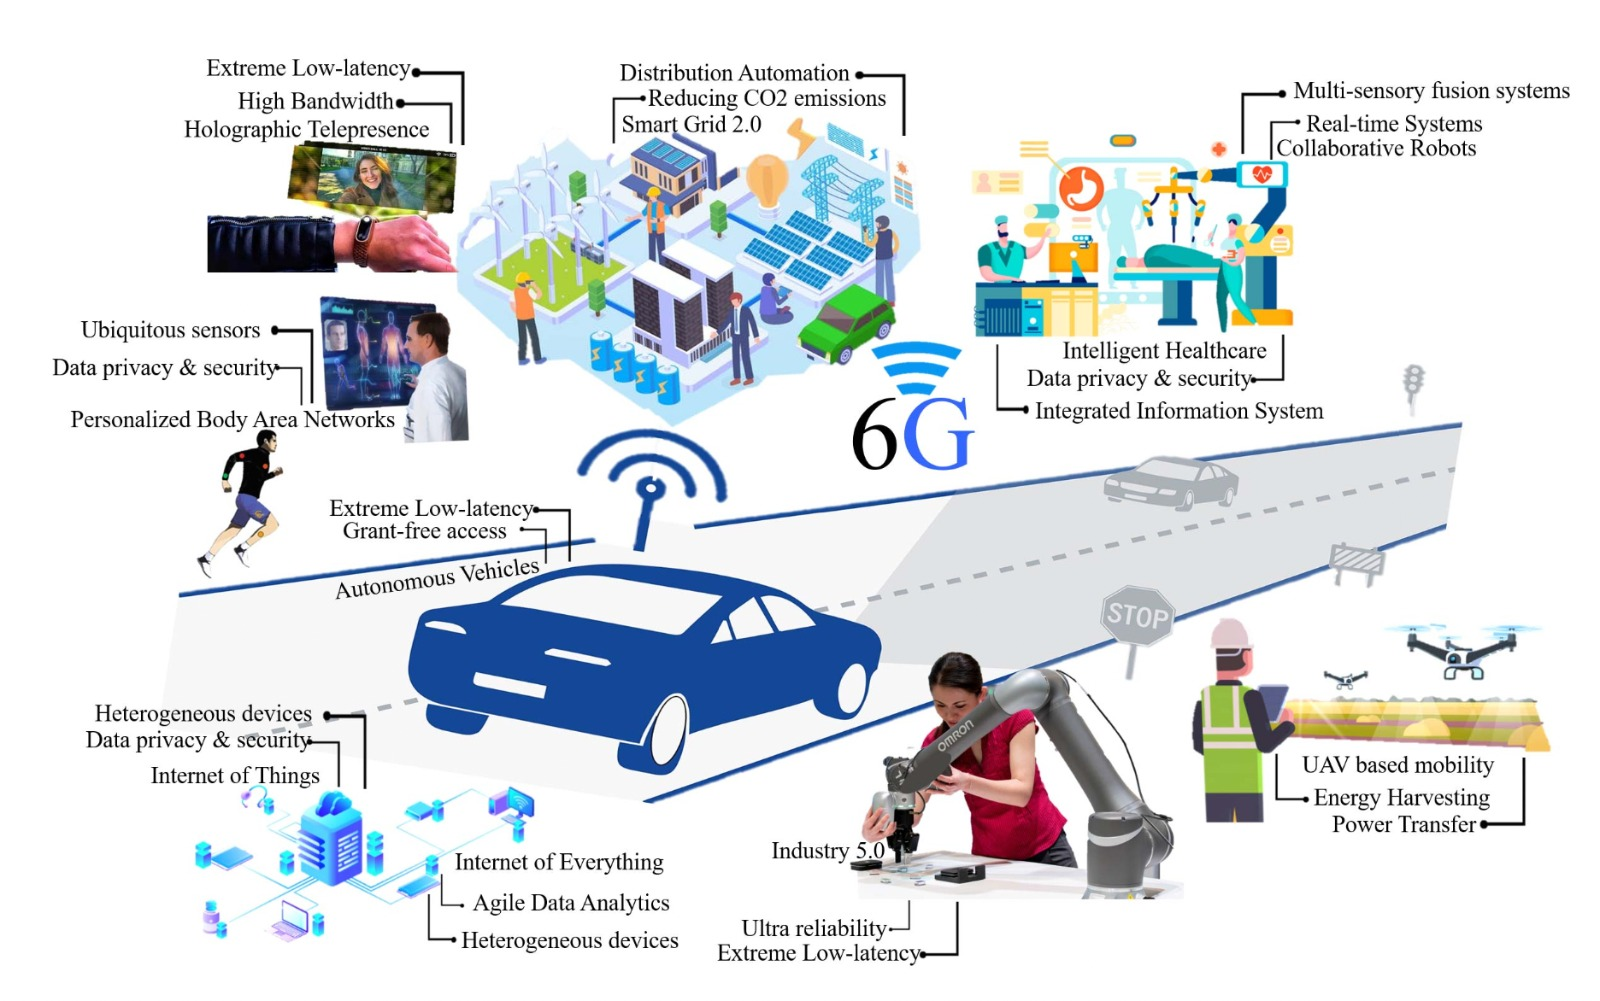 Extreme Low-latency
High Bandwidth
Holographic Telepresence
Distribution Automation
Reducing CO2 emissions
Smart Grid 2.0
Multi-sensory fusion systems
Real-time Systems
Collaborative Robots
Ubiquitous sensors
Data privacy & security
Personalized Body Area Networks
Intelligent Healthcare
Data privacy & security
Integrated Information System
6G
Extreme Low-latency
Grant-free access
Autonomous Vehicles
STOP
Heterogeneous devices
Data privacy & security
Internet of Things
Internet of Everything
Agile Data Analytics
Heterogeneous devices
OMRON
Industry 5.0
Ultra reliability
Extreme Low-latency
UAV based mobility
Energy Harvesting
Power Transfer